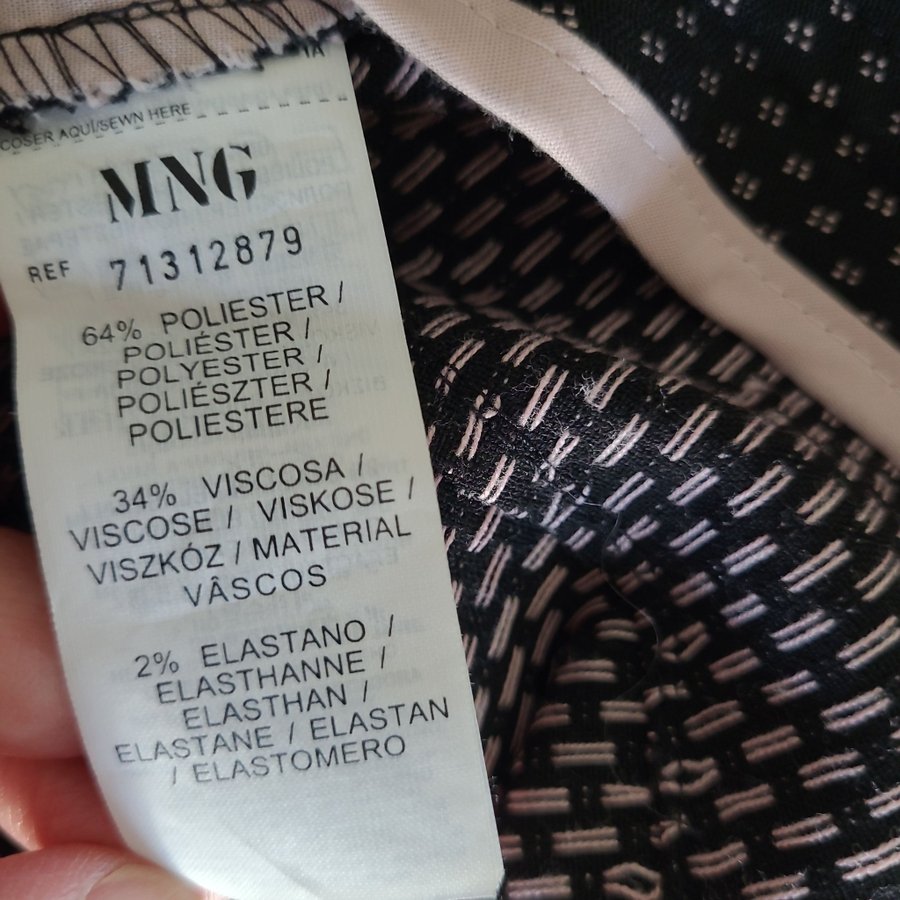 COSER AQUÍ/SEWN HERE
MNG
REF 71312879
64% POLIESTER /
POLIÉSTER /
POLYESTER /
POLIÉSZTER /
POLIESTERE
34% VISCOSA /
VISCOSE / VISKOSE /
VISZKÓZ / MATERIAL
VÂSCOS
2% ELASTANO /
ELASTHANNE /
ELASTHAN /
ELASTANE / ELASTAN
/ ELASTOMERO